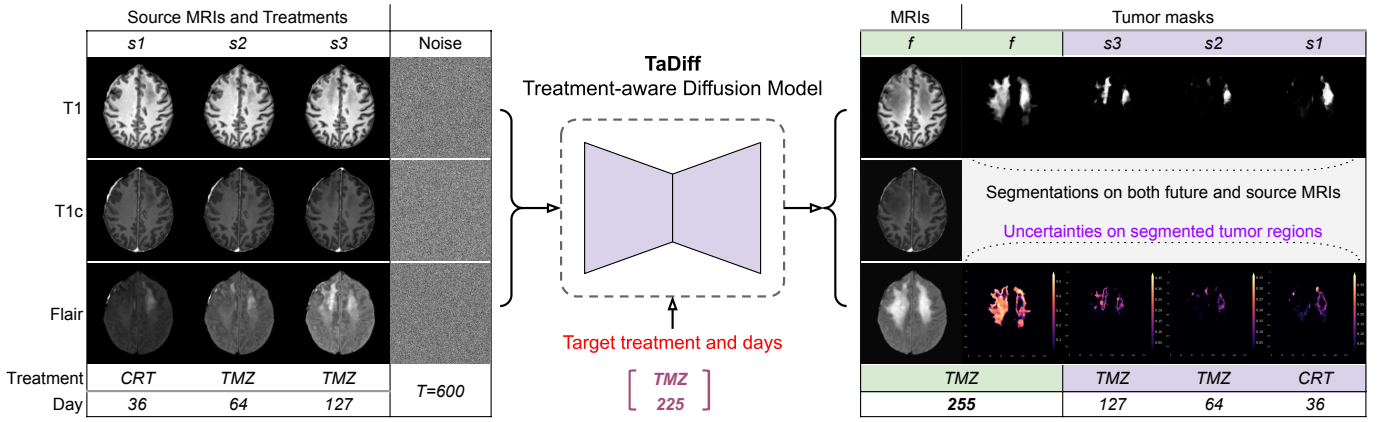 Source MRIs and Treatments
s1 s2 s3 Noise
T1
T1c
Flair
Treatment CRT TMZ TMZ T=600
Day 36 64 127
TaDiff
Treatment-aware Diffusion Model
Target treatment and days
TMZ
225
MRIs Tumor masks
f f s3 s2 s1
Segmentations on both future and source MRIs
Uncertainties on segmented tumor regions
TMZ TMZ TMZ CRT
255 127 64 36